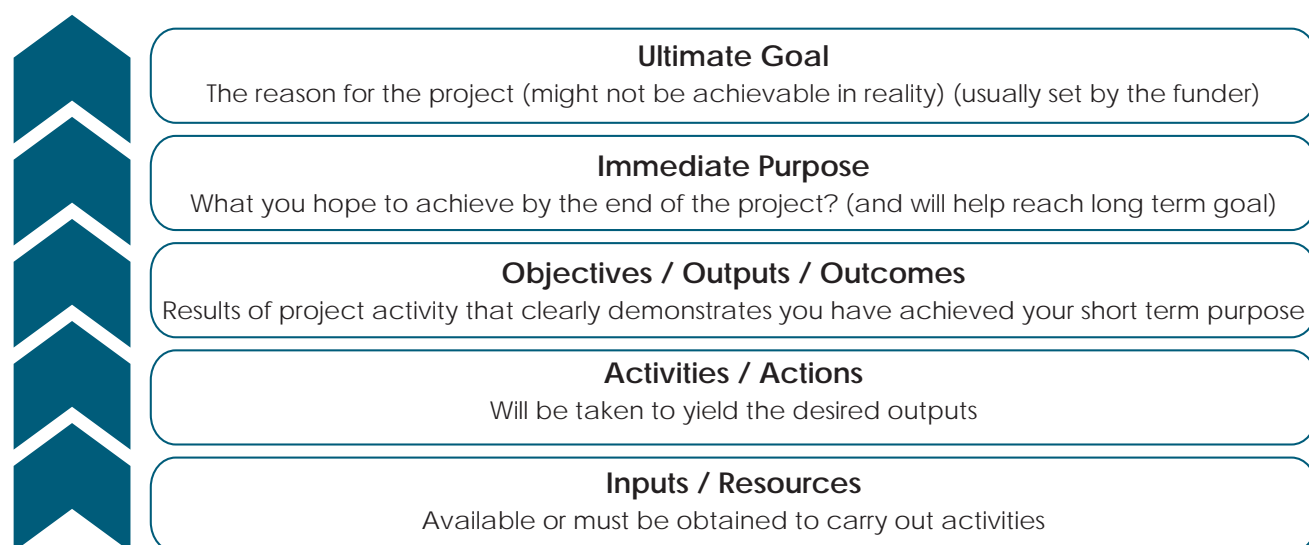 Ultimate Goal
The reason for the project (might not be achievable in reality) (usually set by the funder)
Immediate Purpose
What you hope to achieve by the end of the project? (and will help reach long term goal)
Objectives / Outputs / Outcomes
Results of project activity that clearly demonstrates you have achieved your short term purpose
Activities / Actions
Will be taken to yield the desired outputs
Inputs / Resources
Available or must be obtained to carry out activities